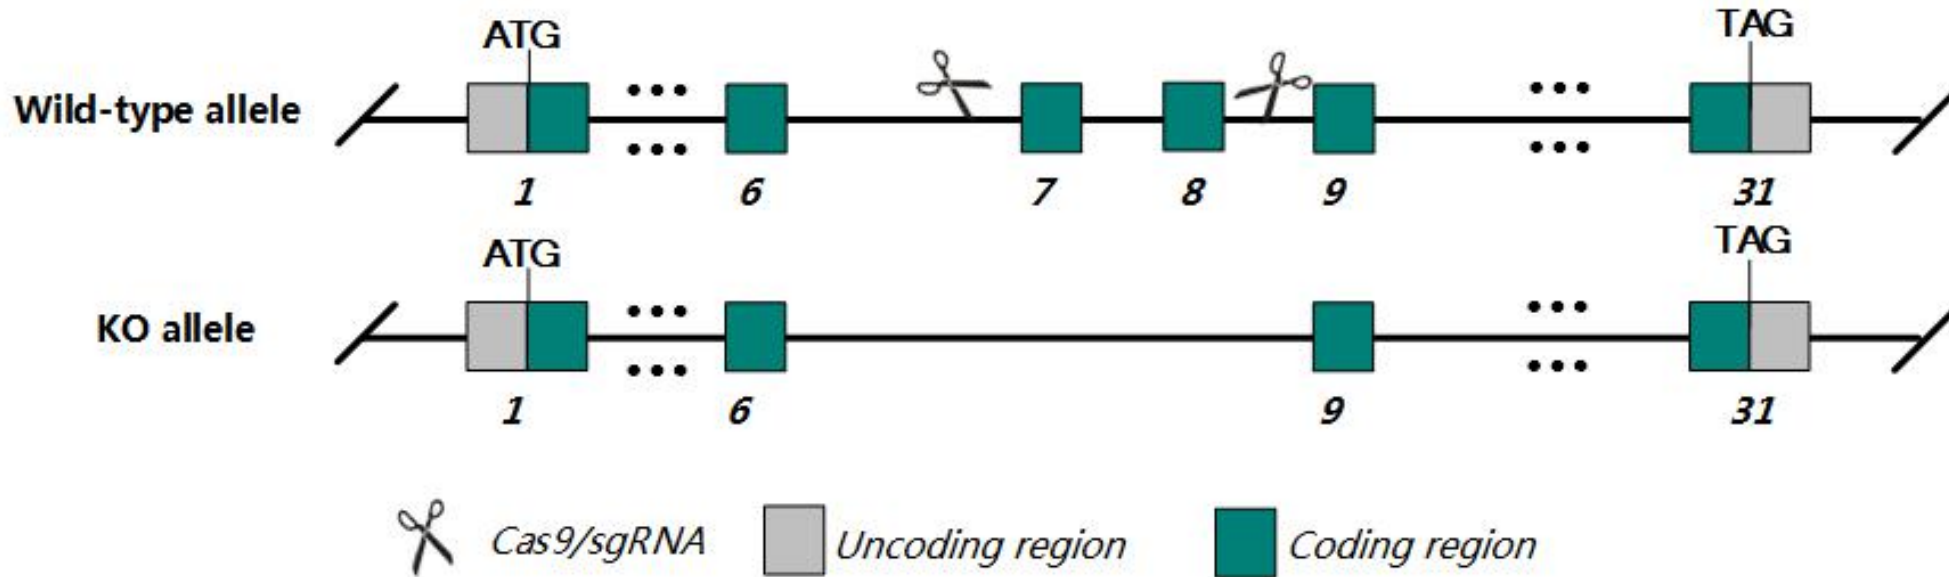 ATG TAG
Wild-type allele
1 6 7 8 9 31
ATG TAG
KO allele
1 6 9 31
Cas9/sgRNA Uncoding region Coding region